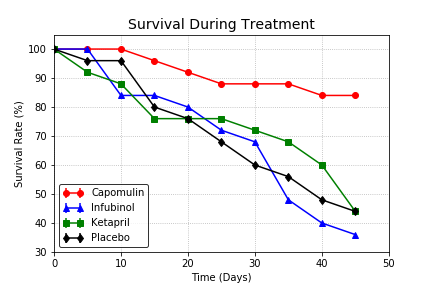 Survival During Treatment
Survival Rate (%)
100
90
80
70
60
50
40
30
Capomulin
Infubinol
Ketapril
Placebo
0 10 20 30 40 50
Time (Days)